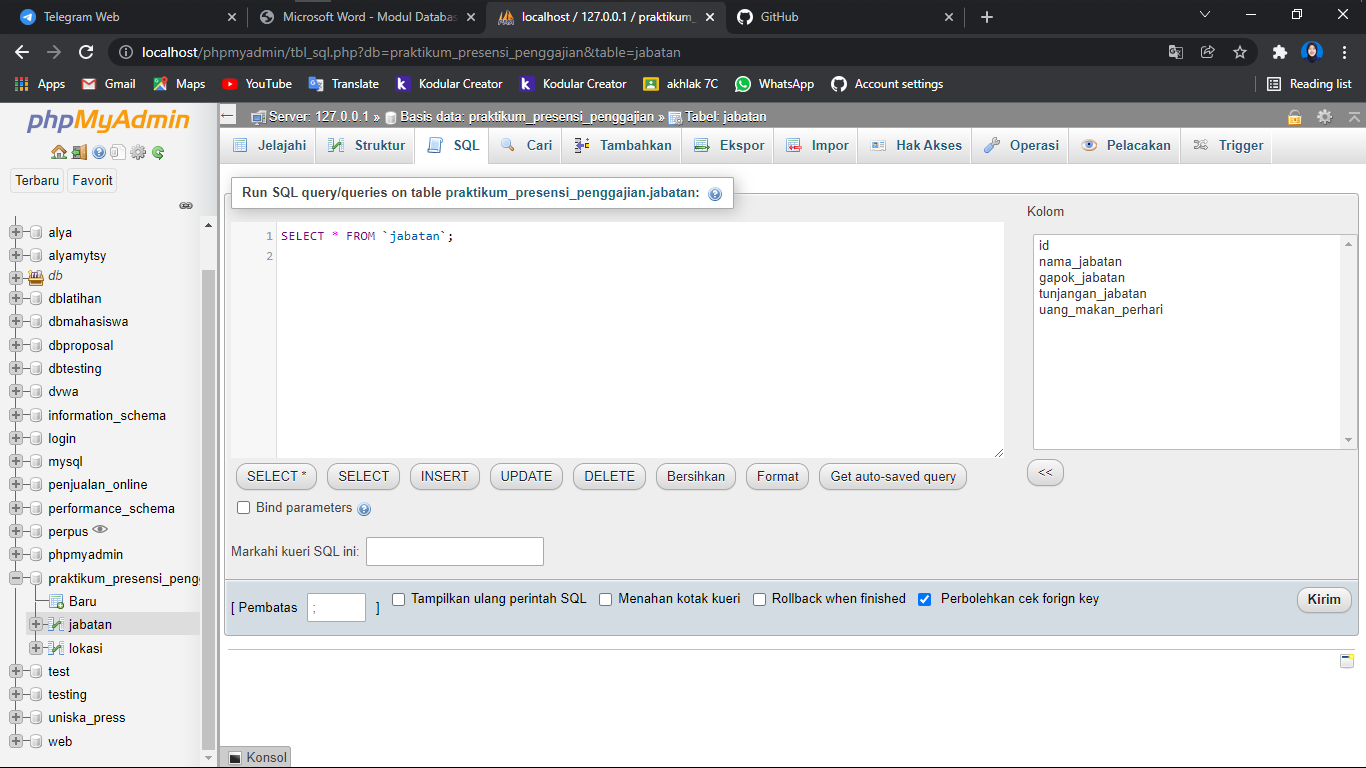 Telegram Web
Microsoft Word - Modul Databas
localhost / 127.0.0.1 / praktikum_
GitHub
localhost/phpmyadmin/tbl_sql.php?db=praktikum_presensi_penggajian&table=jabatan
Apps
Gmail
Maps
YouTube
Translate
Kodular Creator
Kodular Creator
akhlak 7C
WhatsApp
Account settings
Reading list
phpMyAdmin
Terbaru
Favorit
alya
alyamytsy
db
dblatihan
dbmahasiswa
dbproposal
dbtesting
dvwa
information_schema
login
mysql
penjualan_online
performance_schema
perpus
phpmyadmin
praktikum_presensi_pengg
Baru
jabatan
lokasi
test
testing
uniska_press
web
Server: 127.0.0.1 » Basis data: praktikum_presensi_penggajian » Tabel: jabatan
Jelajahi
Struktur
SQL
Cari
Tambahkan
Ekspor
Impor
Hak Akses
Operasi
Pelacakan
Trigger
Run SQL query/queries on table praktikum_presensi_penggajian.jabatan:
1 SELECT * FROM `jabatan`;
2
Kolom
id
nama_jabatan
gapok_jabatan
tunjangan_jabatan
uang_makan_perhari
<<
SELECT *
SELECT
INSERT
UPDATE
DELETE
Bersihkan
Format
Get auto-saved query
Bind parameters
Markahi kueri SQL ini:
[ Pembatas ; ]
Tampilkan ulang perintah SQL
Menahan kotak kueri
Rollback when finished
Perbolehkan cek forign key
Kirim
Konsol